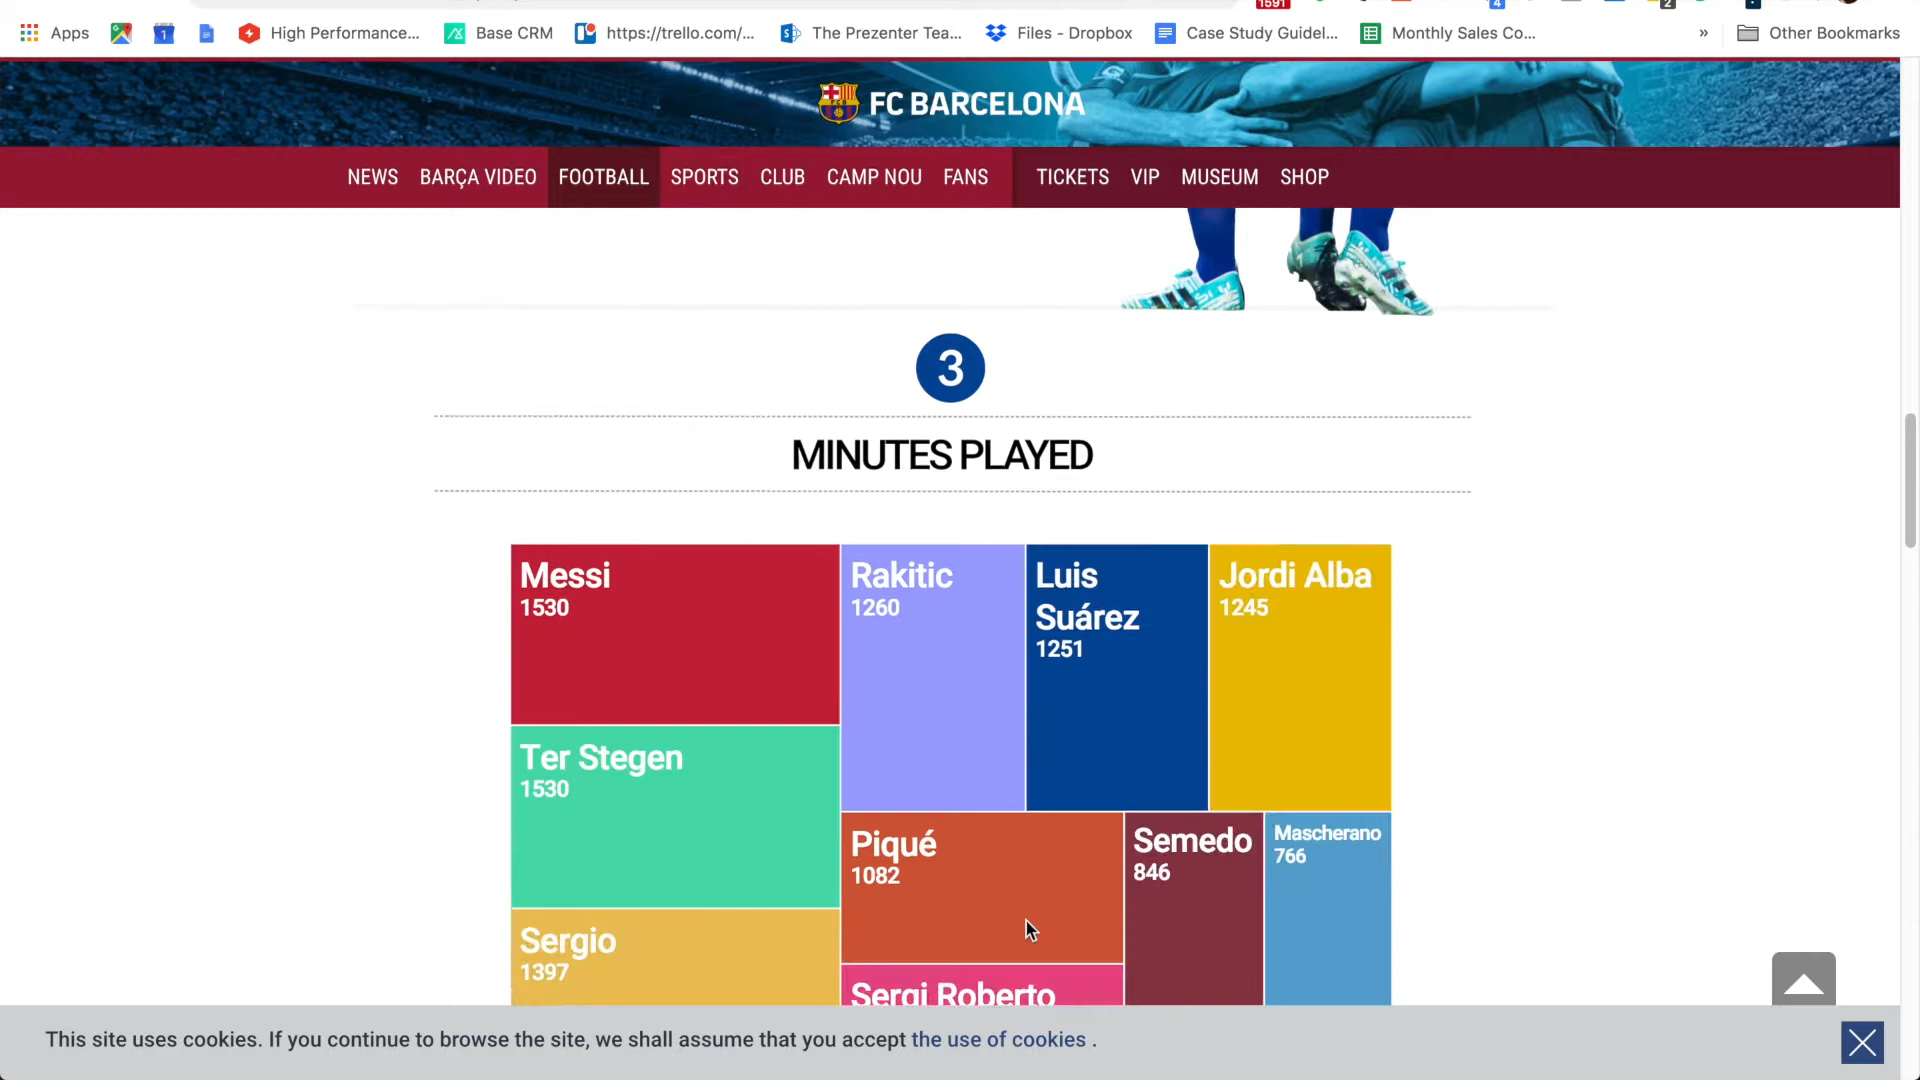 1591
4
2
Apps
1
High Performance...
Base CRM
https://trello.com/...
The Prezenter Tea...
Files - Dropbox
Case Study Guidel...
Monthly Sales Co...
»
Other Bookmarks
FC BARCELONA
NEWS
BARÇA VIDEO
FOOTBALL
SPORTS
CLUB
CAMP NOU
FANS
TICKETS
VIP
MUSEUM
SHOP
3
MINUTES PLAYED
Messi
1530
Rakitic
1260
Luis
Suárez
1251
Jordi Alba
1245
Ter Stegen
1530
Piqué
1082
Semedo
846
Mascherano
766
Sergio
1397
Sergi Roberto
This site uses cookies. If you continue to browse the site, we shall assume that you accept the use of cookies .